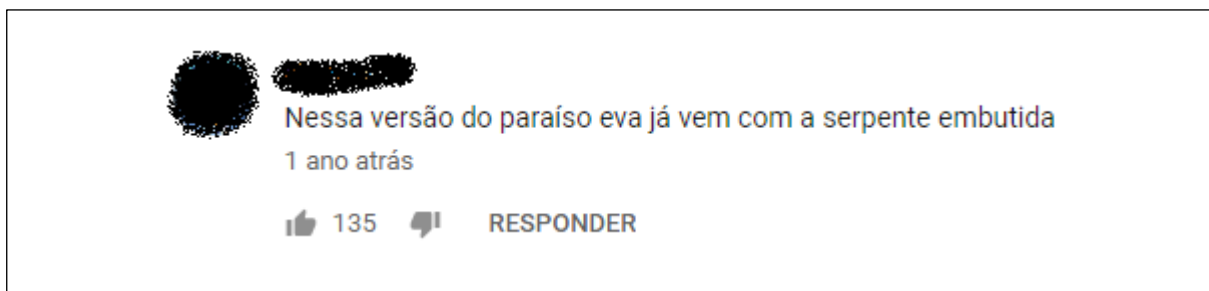 Nessa versão do paraíso eva já vem com a serpente embutida
1 ano atrás
135 RESPONDER